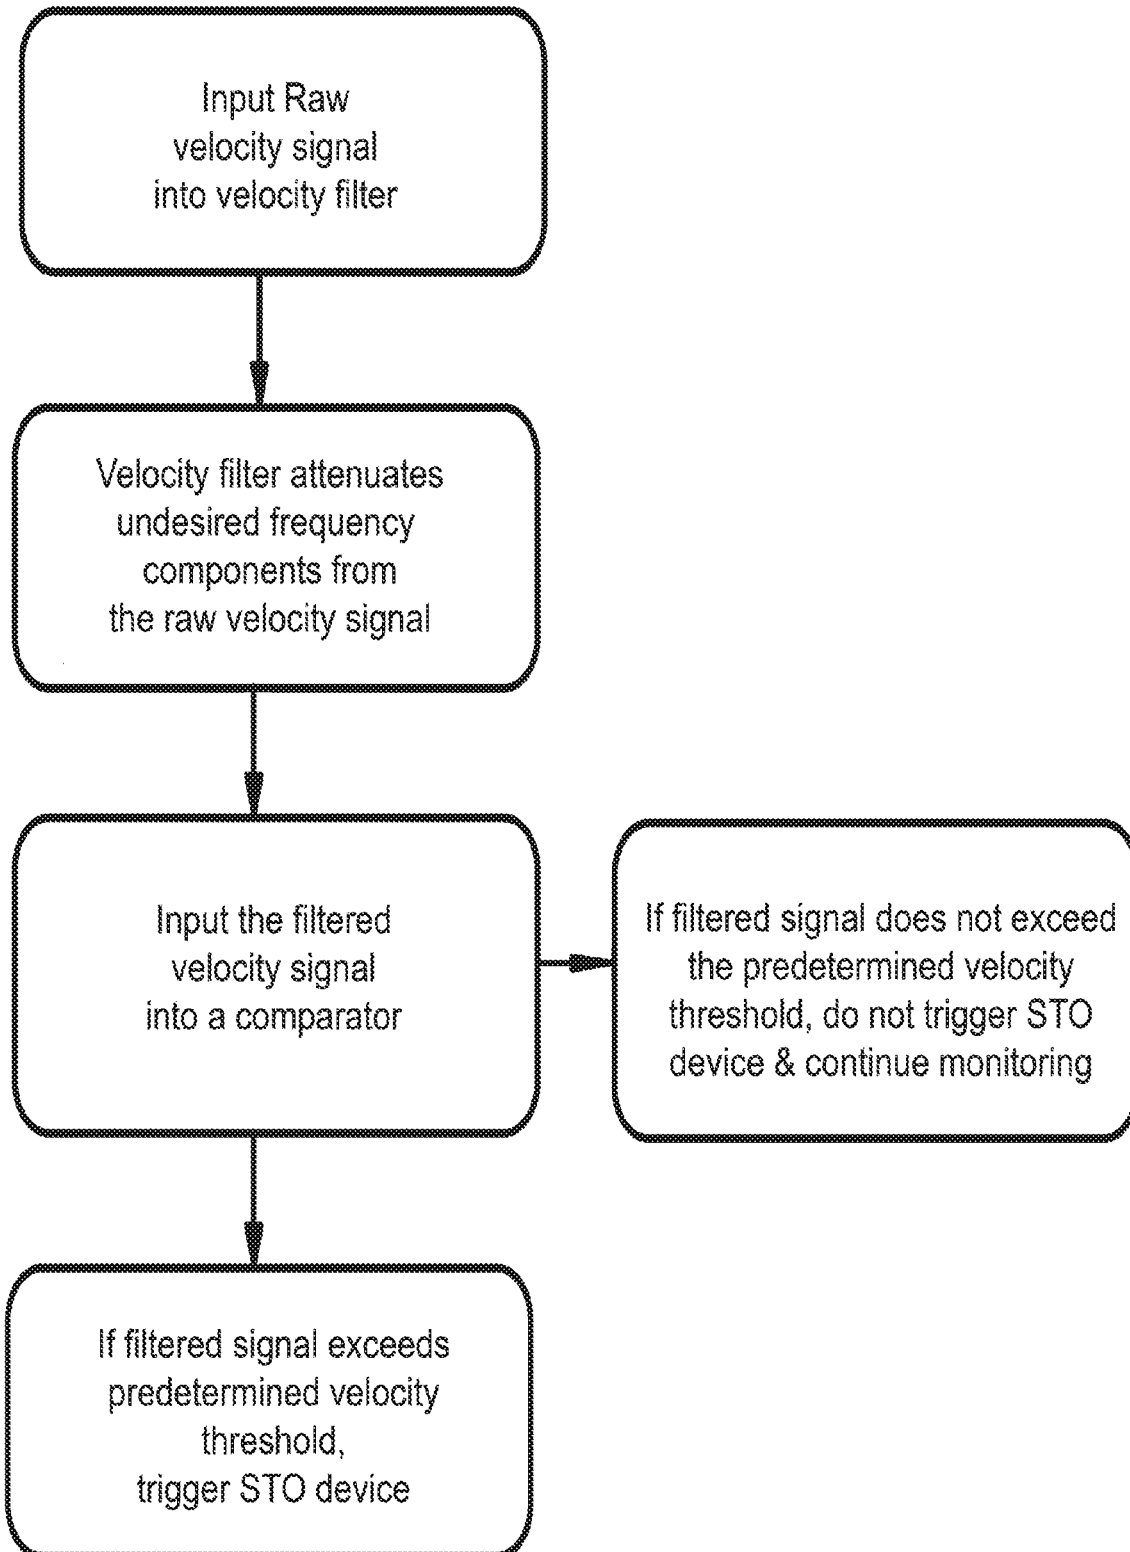 Input Raw
velocity signal
into velocity filter
Velocity filter attenuates
undesired frequency
components from
the raw velocity signal
Input the filtered
velocity signal
into a comparator
If filtered signal does not exceed
the predetermined velocity
threshold, do not trigger STO
device & continue monitoring
If filtered signal exceeds
predetermined velocity
threshold,
trigger STO device